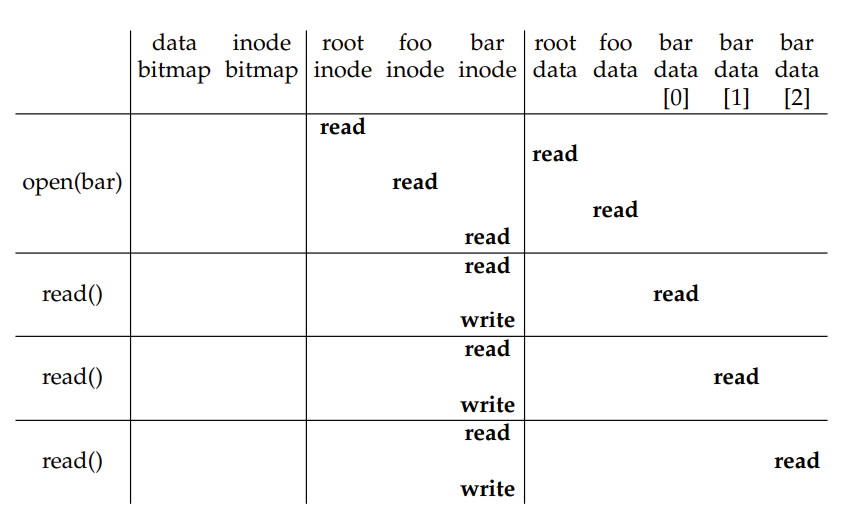 data inode root foo bar root foo bar bar bar
bitmap bitmap inode inode inode data data data data data
[0] [1] [2]
read
read
open(bar) read
read
read
read
read() read
write
read
read() read
write
read
read() read
write